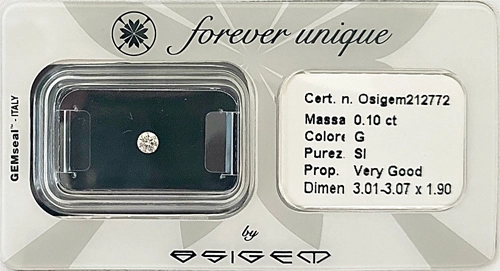 forever unique
GEMseal™ - ITALY
Cert. n. Osigem212772
Massa 0.10 ct
Colore G
Purez. SI
Prop. Very Good
Dimen 3.01-3.07 x 1.90
by
OSIGEM